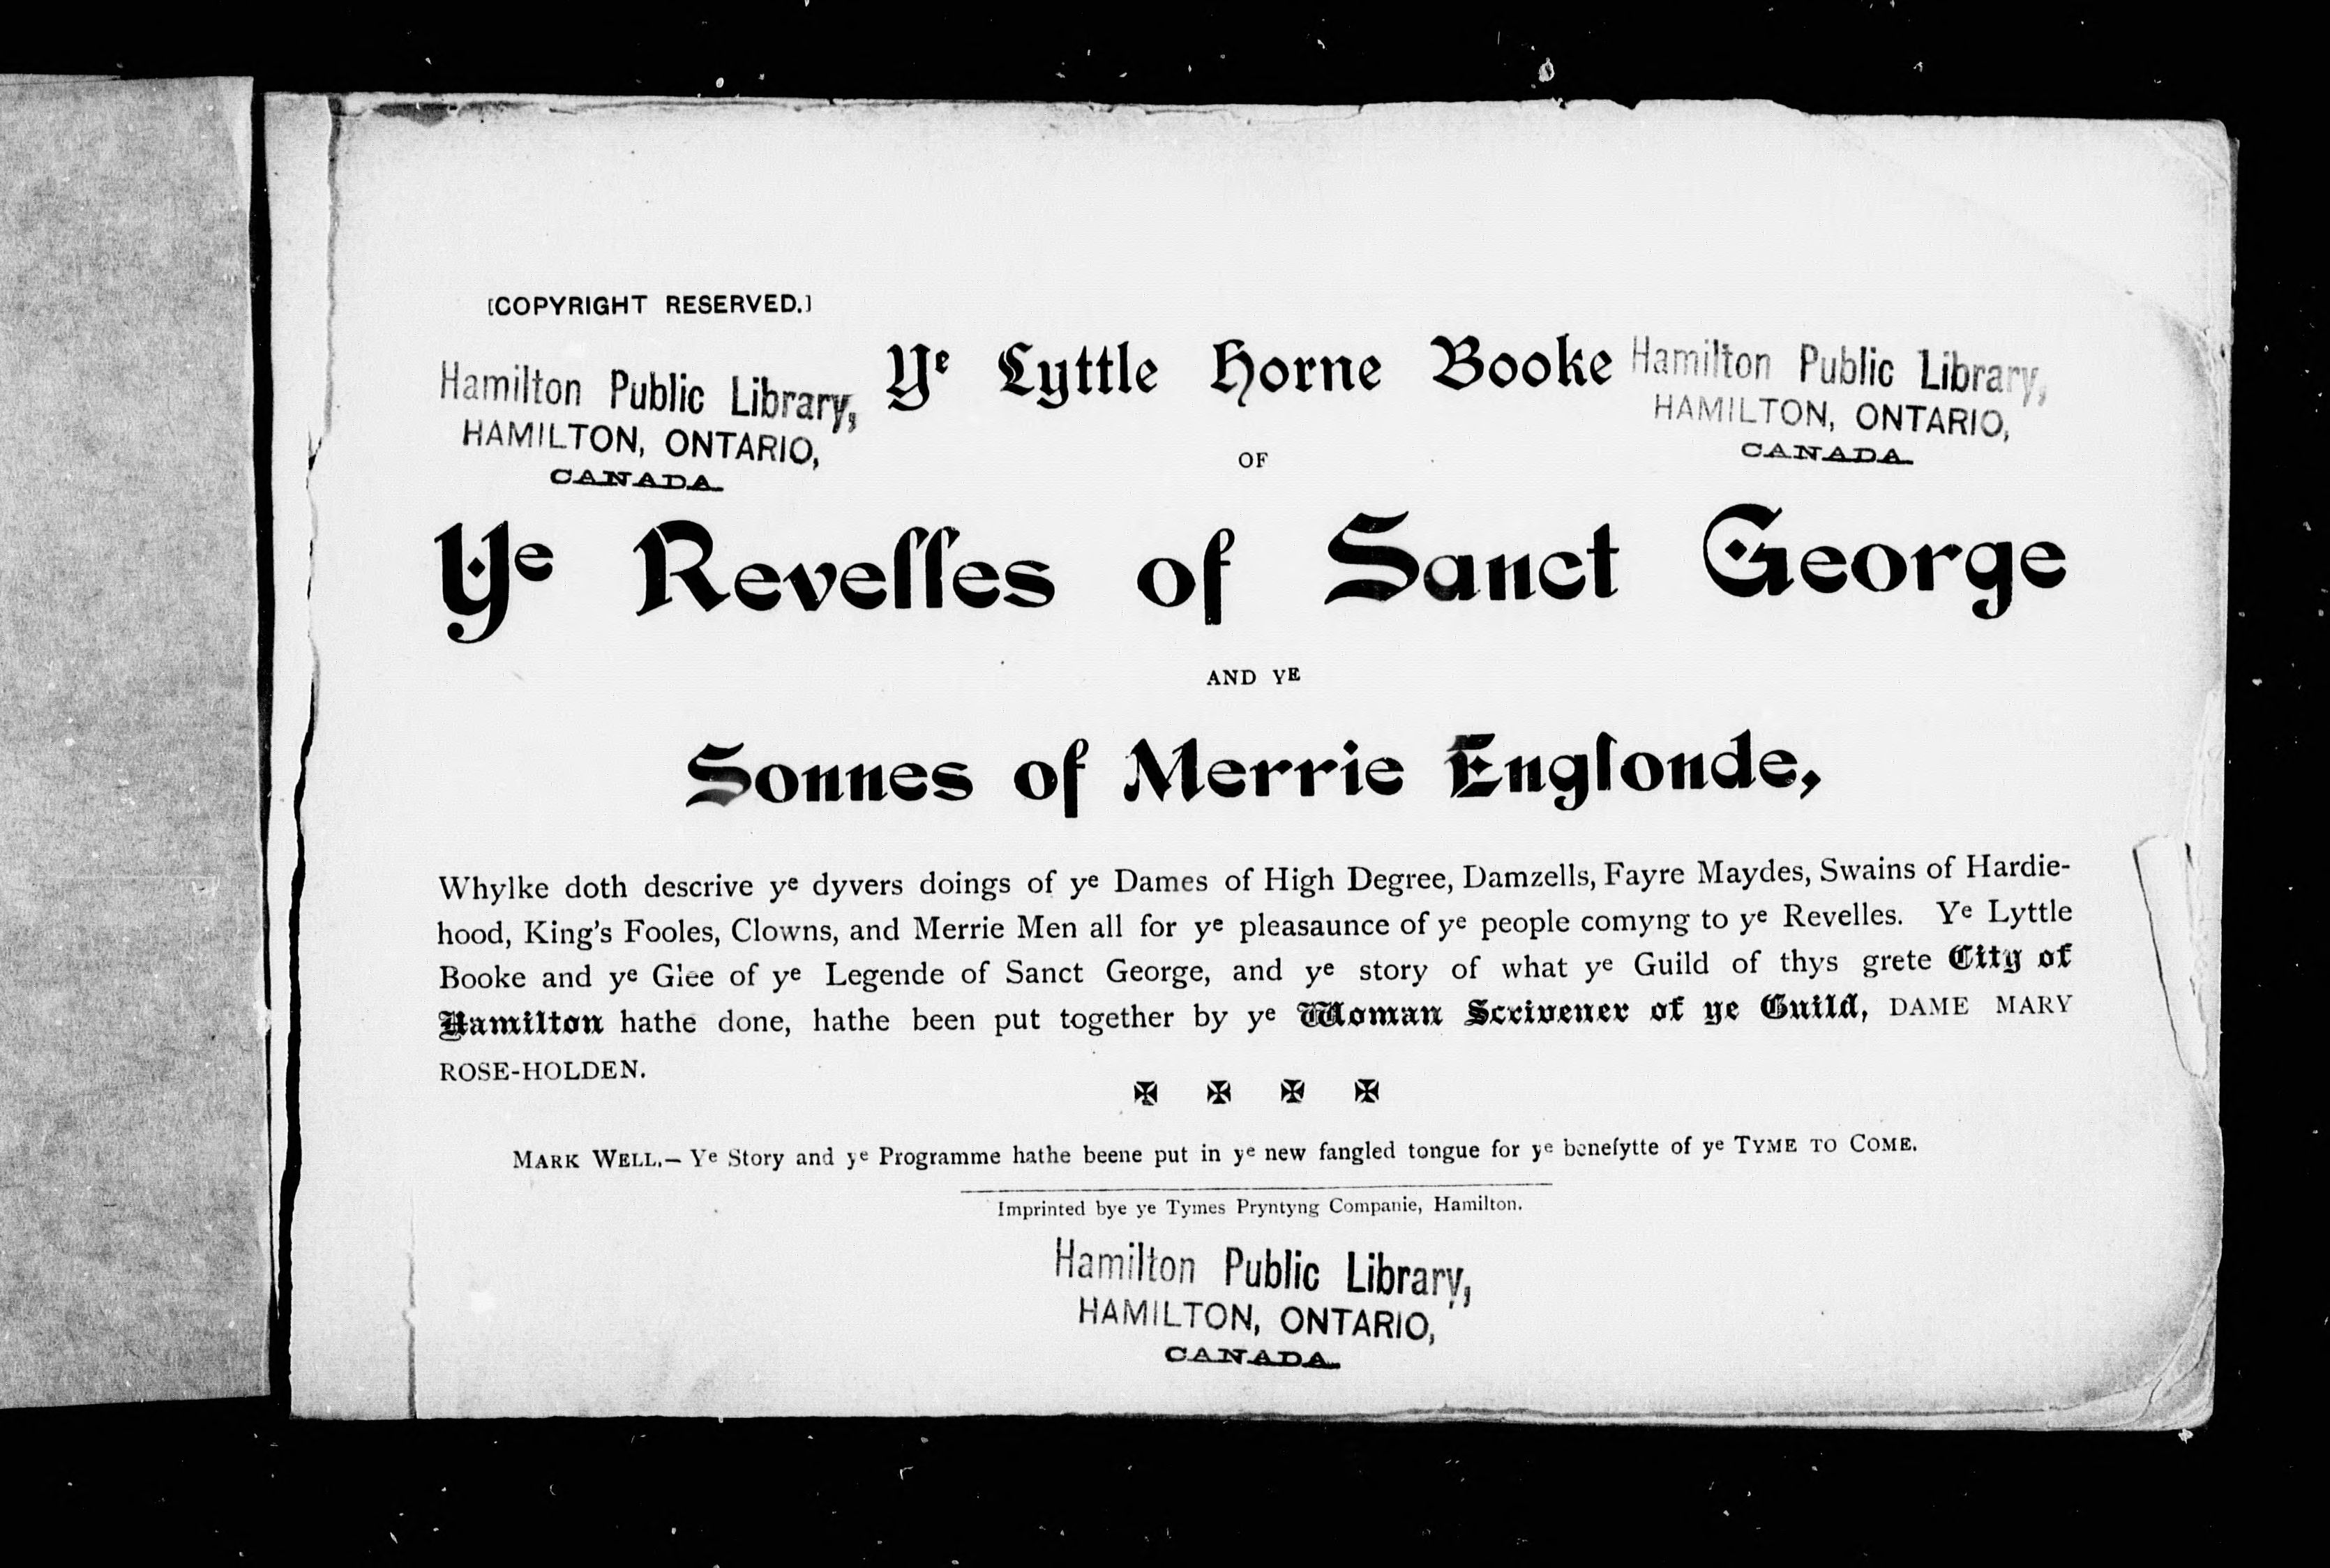 [COPYRIGHT RESERVED.]
Hamilton Public Library,
HAMILTON, ONTARIO,
CANADA.
Ye Lyttle Horne Booke
Hamilton Public Library,
HAMILTON, ONTARIO,
CANADA.
OF
Ye Revelles of Sanct George
AND YE
Sonnes of Merrie Englonde,
Whylke doth descrive ye dyvers doings of ye Dames of High Degree, Damzells, Fayre Maydes, Swains of Hardie-
hood, King's Fooles, Clowns, and Merrie Men all for ye pleasaunce of ye people comyng to ye Revelles. Ye Lyttle
Booke and ye Glee of ye Legende of Sanct George, and ye story of what ye Guild of thys grete City of
Hamilton hathe done, hathe been put together by ye Woman Scrivener of ye Guild, DAME MARY
ROSE-HOLDEN.
✠ ✠ ✠ ✠
MARK WELL.— Ye Story and ye Programme hathe beene put in ye new fangled tongue for ye benefytte of ye TYME TO COME.
Imprinted bye ye Tymes Pryntyng Companie, Hamilton.
Hamilton Public Library,
HAMILTON, ONTARIO,
CANADA.